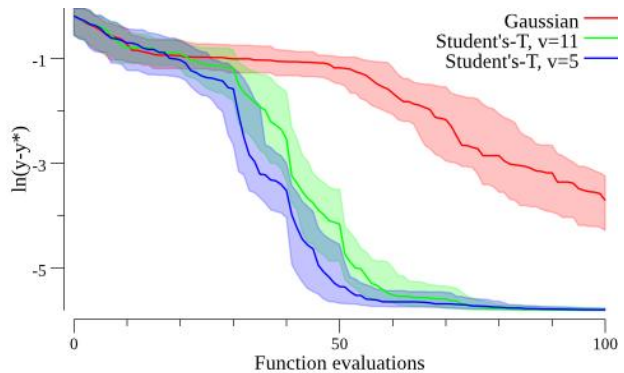 Gaussian
Student's-T, v=11
Student's-T, v=5
-1
-3
-5
ln(y-y*)
0
50
100
Function evaluations